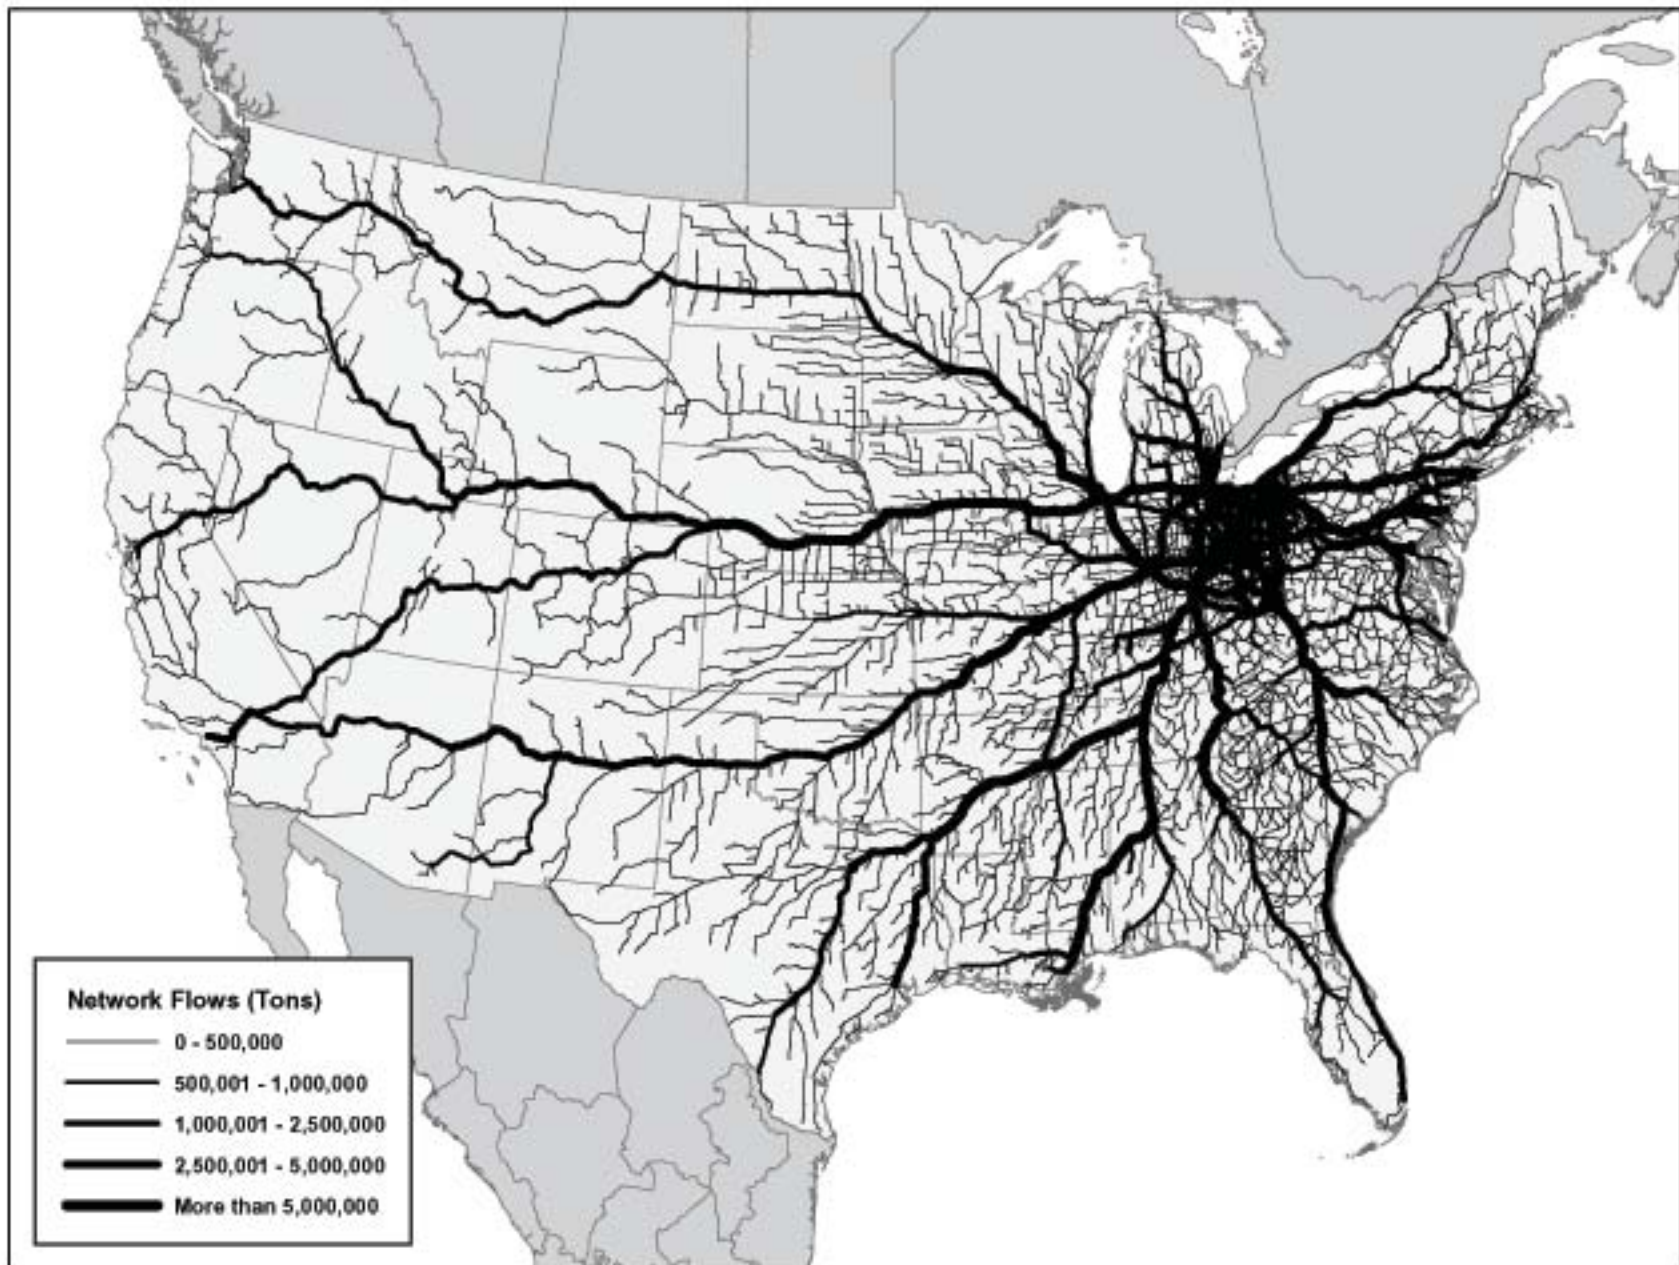 Network Flows (Tons)
0 - 500,000
500,001 - 1,000,000
1,000,001 - 2,500,000
2,500,001 - 5,000,000
More than 5,000,000